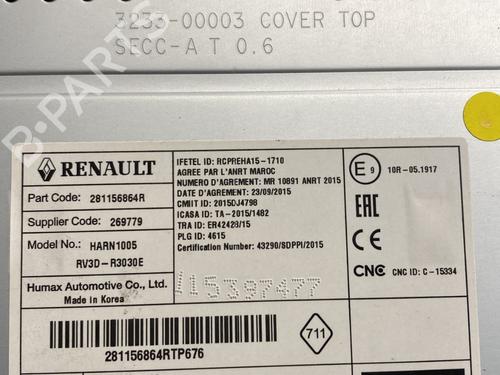 3233-00003 COVER TOP
SECC-A T 0.6
B-PARTS
RENAULT
Part Code: 281156864R
Supplier Code: 269779
Model No: HARN1005
RV3D-R3030E
Humax Automotive Co., Ltd.
Made in Korea
IFETEL ID: RCPREHA15-1710
AGREE PAR L'ANRT MAROC
NUMERO D'AGREMENT: MR 10891 ANRT 2015
DATE D'AGREMENT: 23/09/2015
CMIIT ID: 2015DJ4798
ICASA ID: TA-2015/1482
TRA ID: ER42428/15
PLG ID: 4615
Certification Number: 43290/SDPPI/2015
415397477
E 9 10R-05.1917
EAC
CE
CNC CNC ID: C-15334
281156864RTP676
711